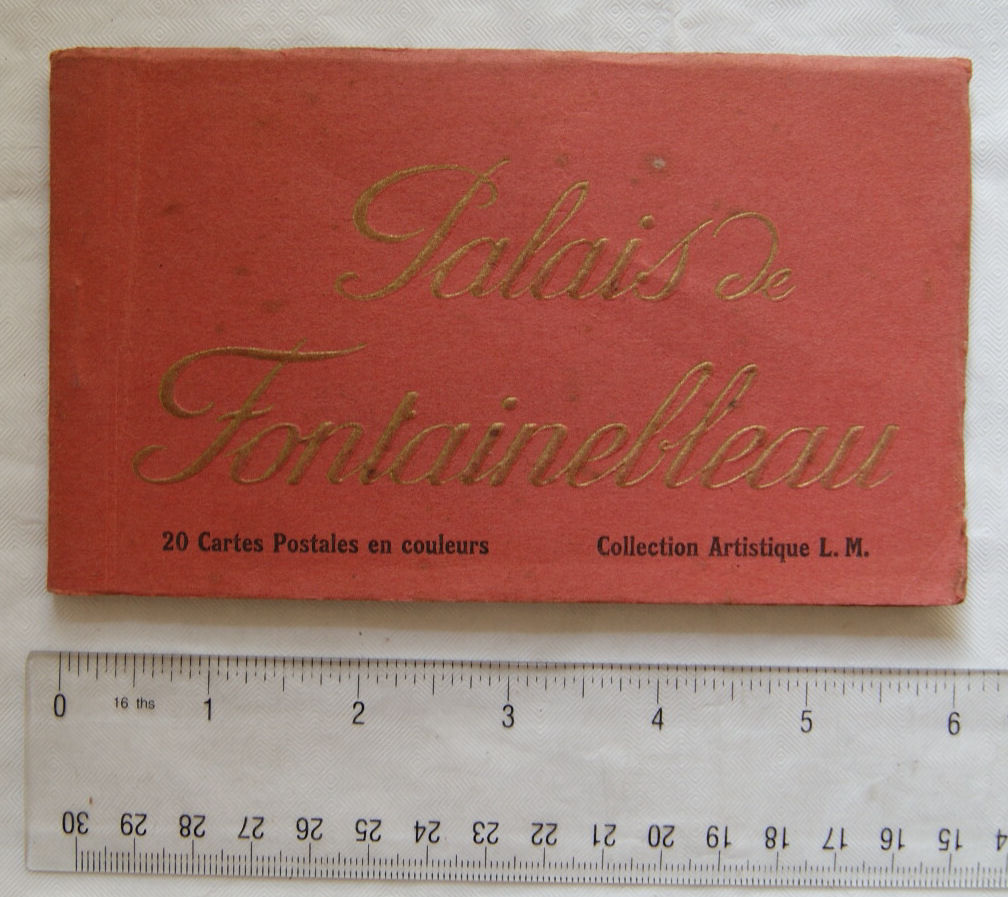 Palais de
Fontainebleau
20 Cartes Postales en couleurs Collection Artistique L. M.
0 16 ths 1 2 3 4 5 6
30 29 28 27 26 25 24 23 22 21 20 19 18 17 16 15